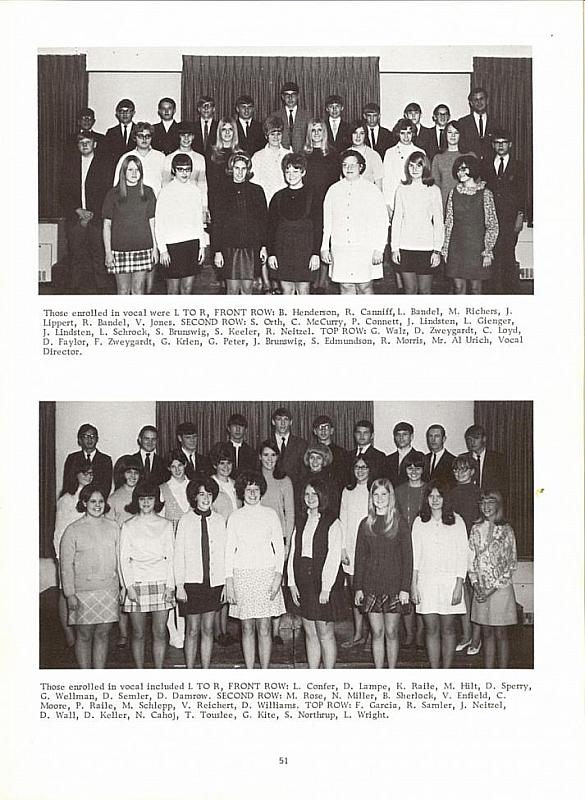 Those enrolled in vocal were L TO R, FRONT ROW: B. Henderson, R. Canniff, L. Bandel, M. Richers, J.
Lippert, R. Bandel, V. Jones. SECOND ROW: S. Orth, C. McCurry, P. Connett, J. Lindsten, L. Gienger,
J. Lindsten, L. Schrock, S. Brunswig, S. Keeler, R. Neitzel. TOP ROW: G. Walz, D. Zweygardt, C. Loyd,
D. Faylor, F. Zweygardt, G. Krien, G. Peter, J. Brunswig, S. Edmundson, R. Morris, Mr. Al Urich, Vocal
Director.
Those enrolled in vocal included L TO R, FRONT ROW: L. Confer, D. Lampe, K. Raile, M. Hilt, D. Sperry,
G. Wellman, D. Semler, D. Damrow. SECOND ROW: M. Rose, N. Miller, B. Sherlock, V. Enfield, C.
Moore, P. Raile, M. Schlepp, V. Reichert, D. Williams. TOP ROW: F. Garcia, R. Samler, J. Neitzel,
D. Wall, D. Keller, N. Cahoj, T. Touslee, G. Kite, S. Northrup, L. Wright.
51